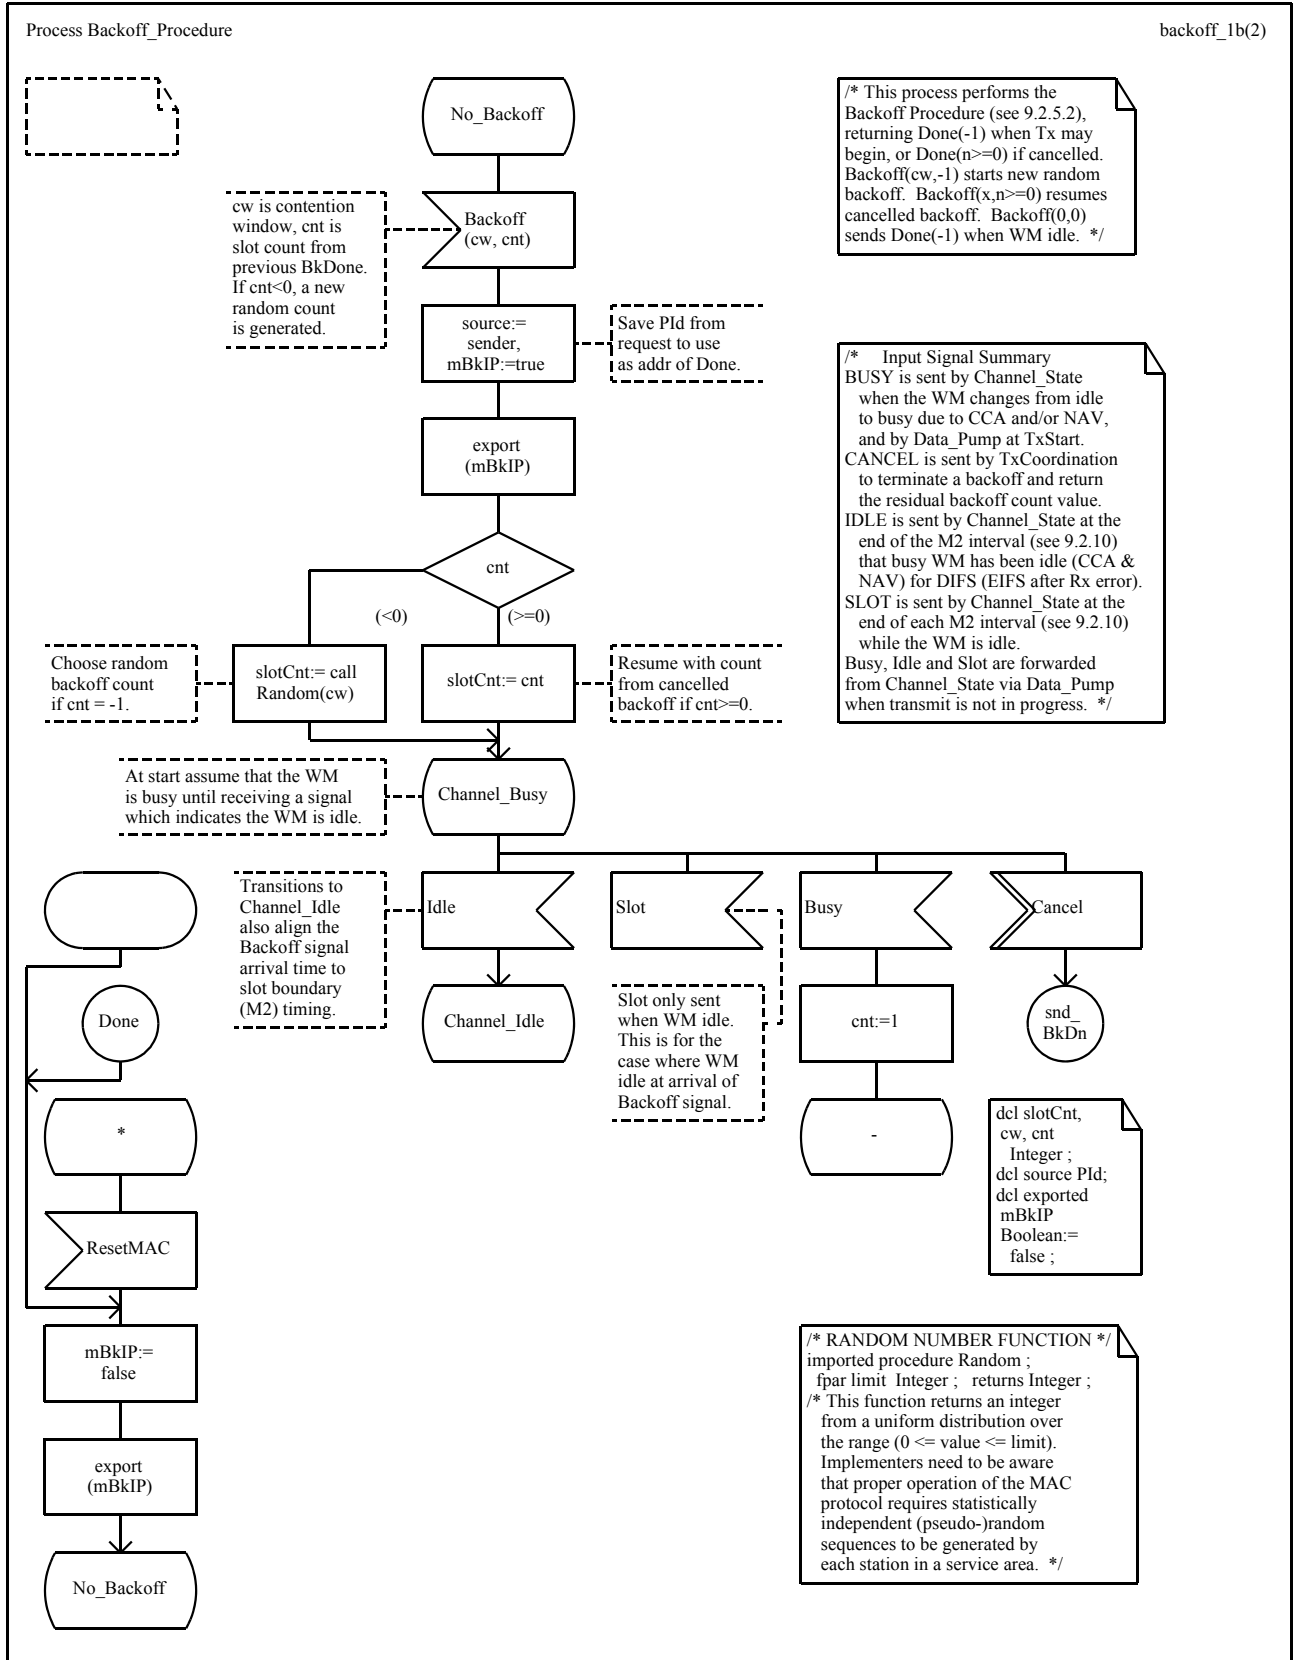 Process Backoff_Procedure
backoff_1b(2)
No_Backoff
/* This process performs the
Backoff Procedure (see 9.2.5.2),
returning Done(-1) when Tx may
begin, or Done(n>=0) if cancelled.
Backoff(cw,-1) starts new random
backoff.  Backoff(x,n>=0) resumes
cancelled backoff.  Backoff(0,0)
sends Done(-1) when WM idle.  */
cw is contention
window, cnt is
slot count from
previous BkDone.
If cnt<0, a new
random count
is generated.
Backoff
(cw, cnt)
source:=
sender,
mBkIP:=true
Save PId from
request to use
as addr of Done.
/*     Input Signal Summary
BUSY is sent by Channel_State
when the WM changes from idle
to busy due to CCA and/or NAV,
and by Data_Pump at TxStart.
CANCEL is sent by TxCoordination
to terminate a backoff and return
the residual backoff count value.
IDLE is sent by Channel_State at the
end of the M2 interval (see 9.2.10)
that busy WM has been idle (CCA &
NAV) for DIFS (EIFS after Rx error).
SLOT is sent by Channel_State at the
end of each M2 interval (see 9.2.10)
while the WM is idle.
Busy, Idle and Slot are forwarded
from Channel_State via Data_Pump
when transmit is not in progress.  */
export
(mBkIP)
cnt
(<0)
(>=0)
Choose random
backoff count
if cnt = -1.
slotCnt:= call
Random(cw)
slotCnt:= cnt
Resume with count
from cancelled
backoff if cnt>=0.
At start assume that the WM
is busy until receiving a signal
which indicates the WM is idle.
Channel_Busy
Transitions to
Channel_Idle
also align the
Backoff signal
arrival time to
slot boundary
(M2) timing.
Idle
Slot
Busy
Cancel
Done
Channel_Idle
Slot only sent
when WM idle.
This is for the
case where WM
idle at arrival of
Backoff signal.
cnt:=1
snd_
BkDn
*
-
dcl slotCnt,
cw, cnt
Integer ;
dcl source PId;
dcl exported
mBkIP
Boolean:=
false ;
ResetMAC
mBkIP:=
false
export
(mBkIP)
No_Backoff
/* RANDOM NUMBER FUNCTION */
imported procedure Random ;
fpar limit  Integer ;   returns Integer ;
/* This function returns an integer
from a uniform distribution over
the range (0 <= value <= limit).
Implementers need to be aware
that proper operation of the MAC
protocol requires statistically
independent (pseudo-)random
sequences to be generated by
each station in a service area.  */